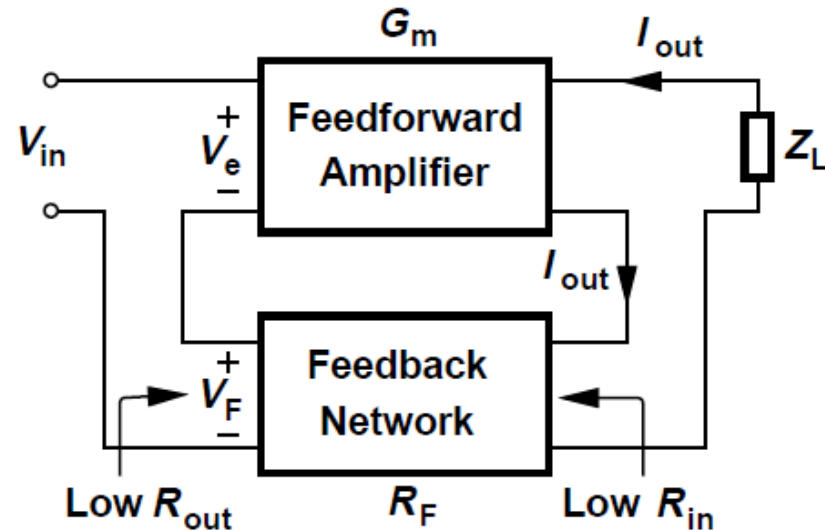 G_m
I_out
Feedforward
Amplifier
V_in
+
V_e
−
Z_L
I_out
Feedback
Network
+
V_F
−
Low R_out
R_F
Low R_in